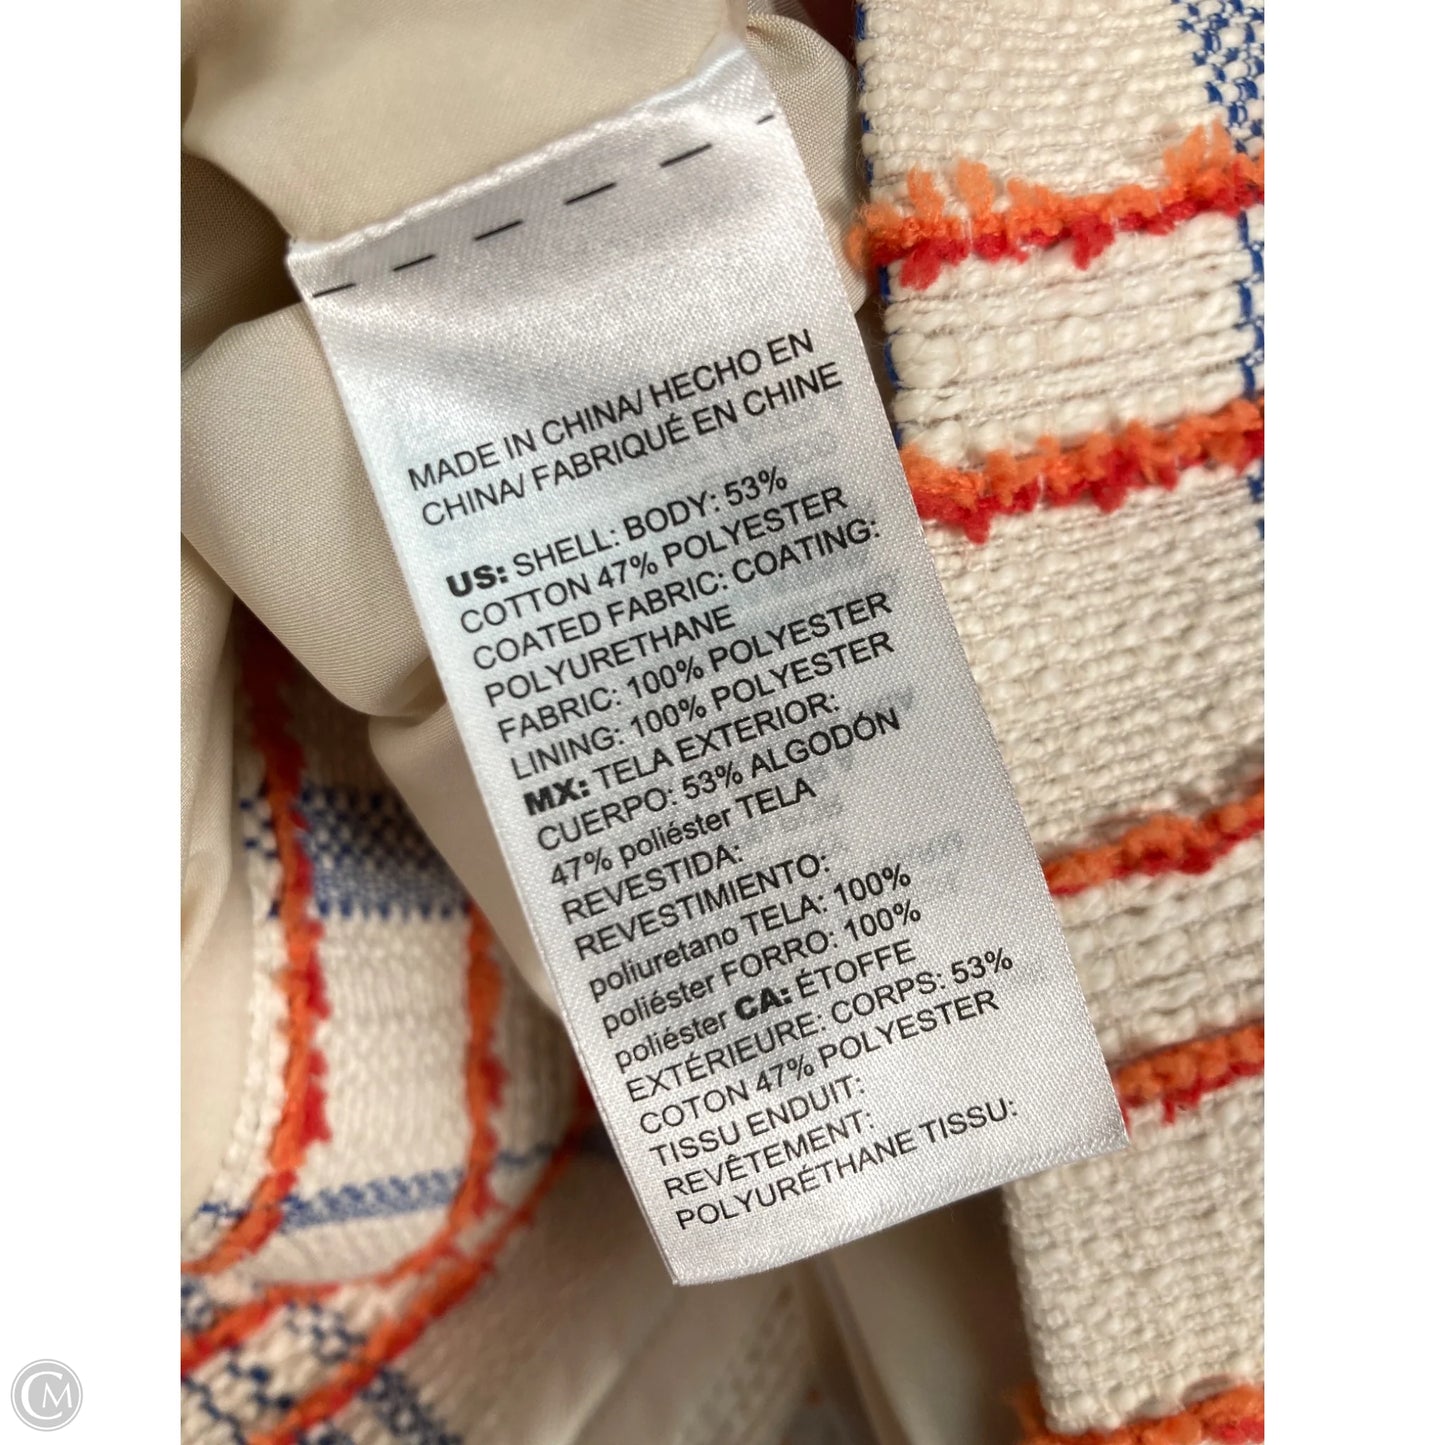 MADE IN CHINA/ HECHO EN
CHINA/ FABRIQUÉ EN CHINE
US: SHELL: BODY: 53%
COTTON 47% POLYESTER
COATED FABRIC: COATING:
POLYURETHANE
FABRIC: 100% POLYESTER
LINING: 100% POLYESTER
MX: TELA EXTERIOR:
CUERPO: 53% ALGODÓN
47% poliéster TELA
REVESTIDA:
REVESTIMIENTO:
poliuretano TELA: 100%
poliéster FORRO: 100%
poliéster CA: ÉTOFFE
EXTÉRIEURE: CORPS: 53%
COTON 47% POLYESTER
TISSU ENDUIT:
REVÊTEMENT:
POLYURÉTHANE TISSU:
CM